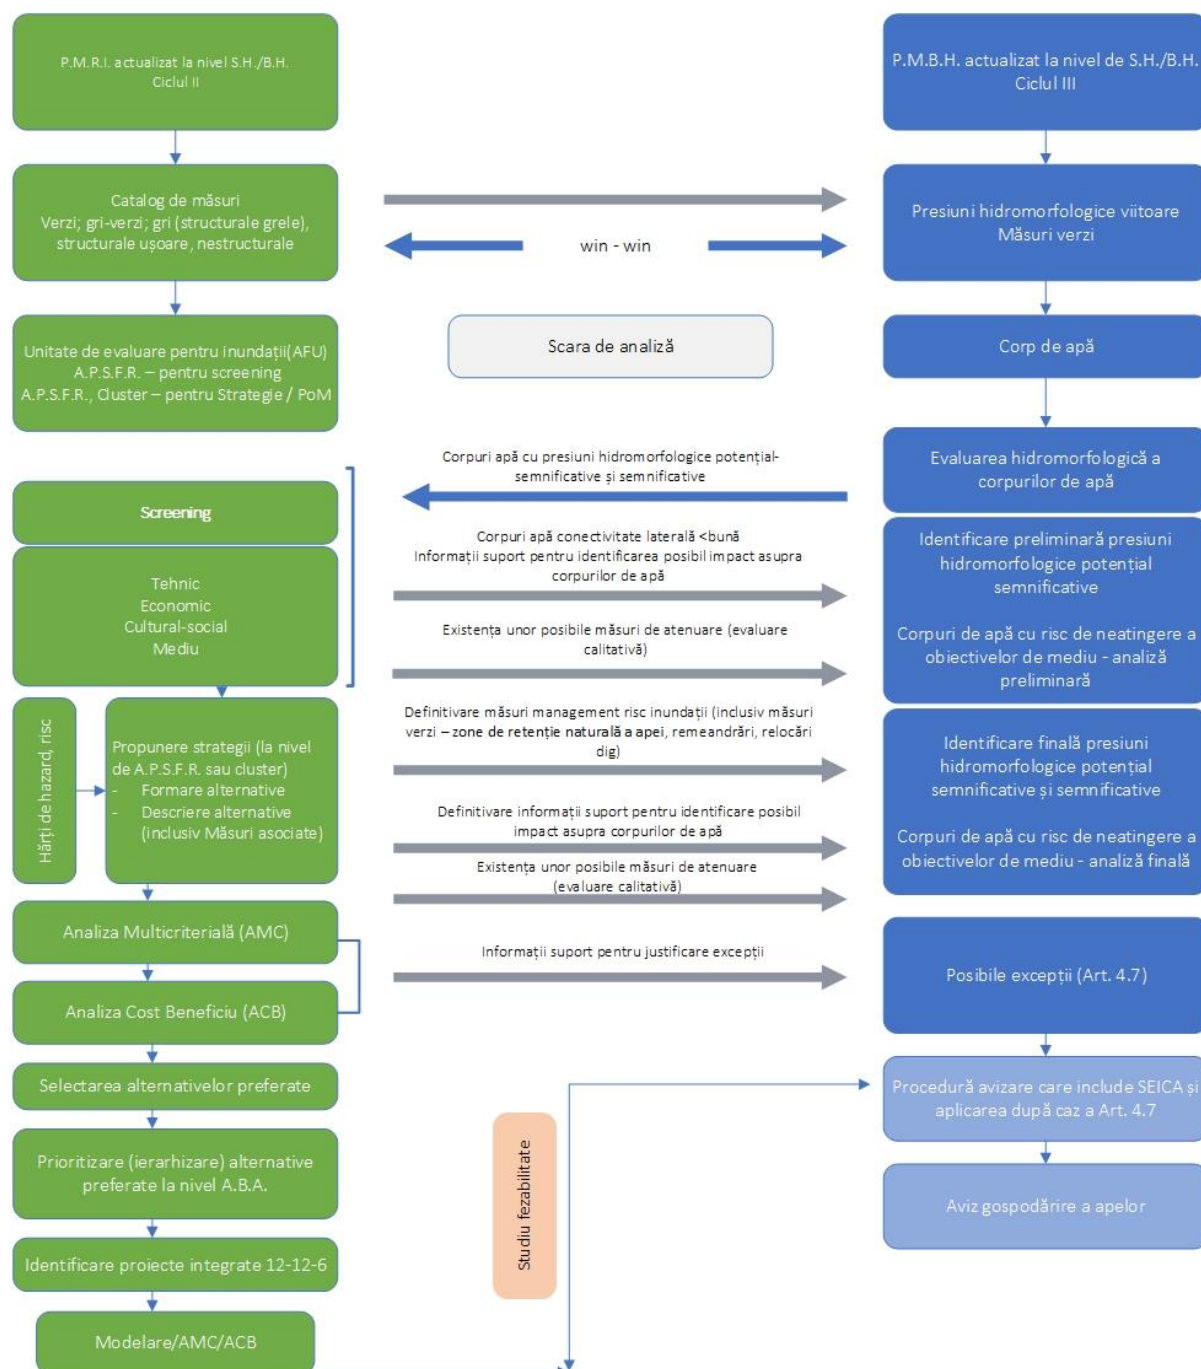 P.M.R.I. actualizat la nivel S.H./B.H.
Ciclul II
P.M.B.H. actualizat la nivel de S.H./B.H.
Ciclul III
Catalog de măsuri
Verzi; gri-verzi; gri (structurale grele),
structurale ușoare, nestructurale
win - win
Presiuni hidromorfologice viitoare
Măsuri verzi
Unitate de evaluare pentru inundații(AFU)
A.P.S.F.R. – pentru screening
A.P.S.F.R., Cluster – pentru Strategie / PoM
Scara de analiză
Corp de apă
Corpuri apă cu presiuni hidromorfologice potențial-
semnificative și semnificative
Evaluarea hidromorfologică a
corpurilor de apă
Screening
Tehnic
Economic
Cultural-social
Mediu
Corpuri apă conectivitate laterală <bună
Informații suport pentru identificarea posibil impact asupra
corpurilor de apă
Existența unor posibile măsuri de atenuare (evaluare
calitativă)
Identificare preliminară presiuni
hidromorfologice potențial
semnificative
Corpuri de apă cu risc de neatingere a
obiectivelor de mediu - analiză
preliminară
Hărți de hazard, risc
Propunere strategii (la nivel
de A.P.S.F.R. sau cluster)
- Formare alternative
- Descriere alternative
(inclusiv Măsuri asociate)
Definitivare măsuri management risc inundații (inclusiv măsuri
verzi – zone de retenție naturală a apei, remeandrări, relocări
dig)
Definitivare informații suport pentru identificare posibil
impact asupra corpurilor de apă
Existența unor posibile măsuri de atenuare
(evaluare calitativă)
Identificare finală presiuni
hidromorfologice potențial
semnificative și semnificative
Corpuri de apă cu risc de neatingere a
obiectivelor de mediu - analiză finală
Analiza Multicriterială (AMC)
Analiza Cost Beneficiu (ACB)
Informații suport pentru justificare excepții
Posibile excepții (Art. 4.7)
Selectarea alternativelor preferate
Prioritizare (ierarhizare) alternative
preferate la nivel A.B.A.
Identificare proiecte integrate 12-12-6
Modelare/AMC/ACB
Studiu fezabilitate
Procedură avizare care include SEICA și
aplicarea după caz a Art. 4.7
Aviz gospodărire a apelor